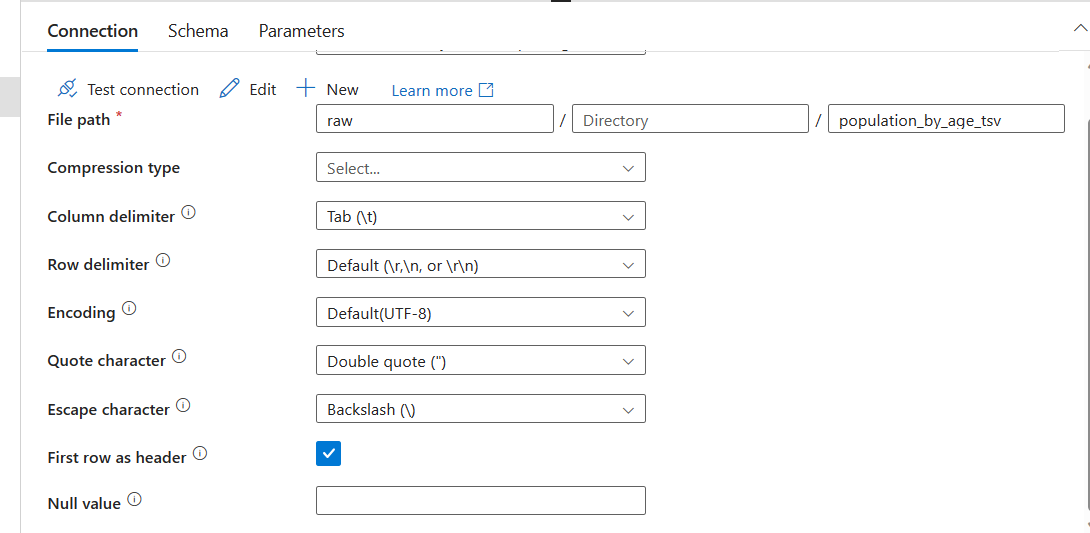 Connection Schema Parameters
Test connection Edit New Learn more
File path * raw / Directory / population_by_age_tsv
Compression type Select...
Column delimiter Tab (\t)
Row delimiter Default (\r,\n, or \r\n)
Encoding Default(UTF-8)
Quote character Double quote (")
Escape character Backslash (\)
First row as header
Null value